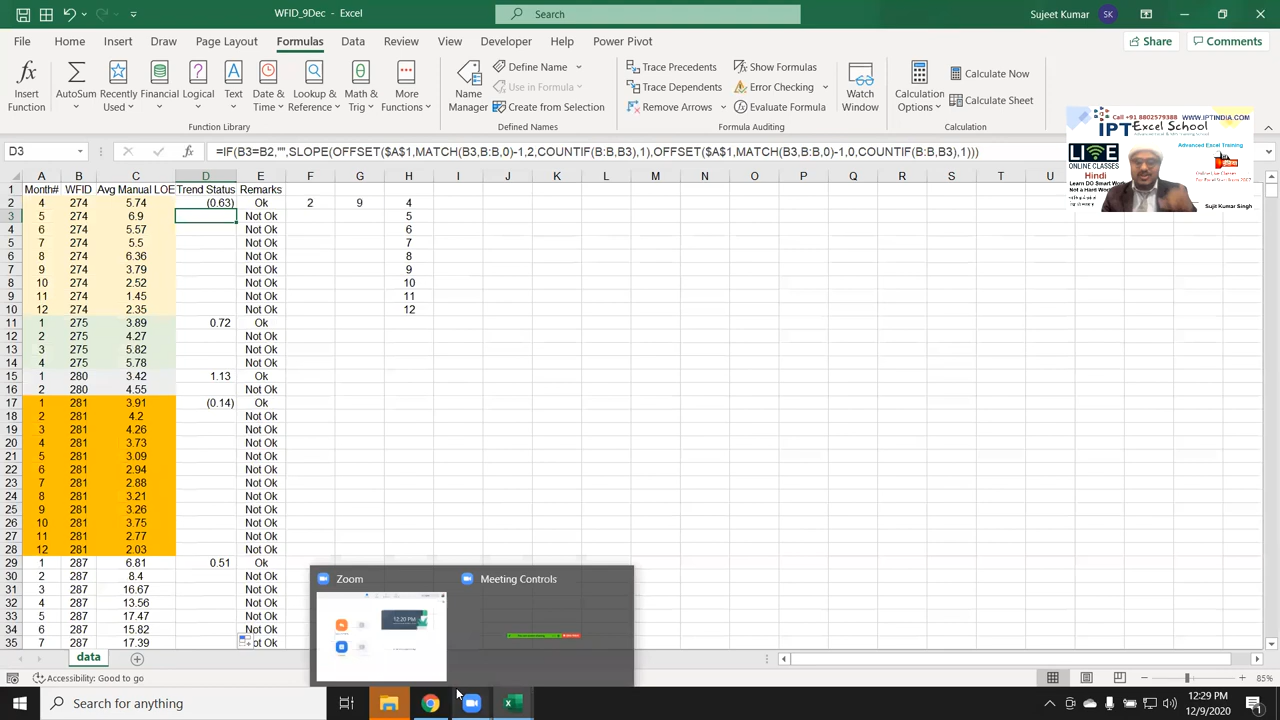 Search
Sujeet Kumar
File Home Insert Draw Page Layout Formulas Data Review View Developer Help Power Pivot
Share Comments
Insert Function
AutoSum
Recently Used
Financial
Logical
Text
Date & Time
Lookup & Reference
Math & Trig
More Functions
Function Library
Name Manager
Define Name
Use in Formula
Create from Selection
Defined Names
Trace Precedents
Trace Dependents
Remove Arrows
Show Formulas
Error Checking
Evaluate Formula
Formula Auditing
Watch Window
Calculation Options
Calculate Now
Calculate Sheet
Calculation
Call +91 8802579388 WWW.IPTINDIA.COM
IPT Excel School
Advanced Excel Training
LIVE
ONLINE CLASSES
Hindi
Learn DO Smart Wor
Not a Hard Wor
Sujit Kumar Singh
D3 fx =IF(B3=B2,"",SLOPE(OFFSET($A$1,MATCH(B3,B:B,0)-1,2,COUNTIF(B:B,B3),1),OFFSET($A$1,MATCH(B3,B:B,0)-1,0,COUNTIF(B:B,B3),1)))
A B C D E F G H I J K L M N O P Q R S T U
1 Month# WFID Avg Manual LOE Trend Status Remarks
2 4 274 5.74 (0.63) Ok 2 9 4
3 5 274 6.9 Not Ok 5
4 6 274 5.57 Not Ok 6
5 7 274 5.5 Not Ok 7
6 8 274 6.36 Not Ok 8
7 9 274 3.79 Not Ok 9
8 10 274 2.52 Not Ok 10
9 11 274 1.45 Not Ok 11
10 12 274 2.35 Not Ok 12
11 1 275 3.89 0.72 Ok
12 2 275 4.27 Not Ok
13 3 275 5.82 Not Ok
14 4 275 5.78 Not Ok
15 1 280 3.42 1.13 Ok
16 2 280 4.55 Not Ok
17 1 281 3.91 (0.14) Ok
18 2 281 4.2 Not Ok
19 3 281 4.26 Not Ok
20 4 281 3.73 Not Ok
21 5 281 3.09 Not Ok
22 6 281 2.94 Not Ok
23 7 281 2.88 Not Ok
24 8 281 3.21 Not Ok
25 9 281 3.26 Not Ok
26 10 281 3.75 Not Ok
27 11 281 2.77 Not Ok
28 12 281 2.03 Not Ok
29 1 287 6.81 0.51 Ok
30 2 287 8.4 Not Ok
31 3 287 16.67 Not Ok
32 4 287 13.56 Not Ok
33 5 287 17.47 Not Ok
34 6 287 15.82 Not Ok
35 7 287 17.92 ot Ok
Zoom Meeting Controls
12:20 PM
data
Accessibility: Good to go
85%
Search for anything
ENG
12:29 PM
12/9/2020